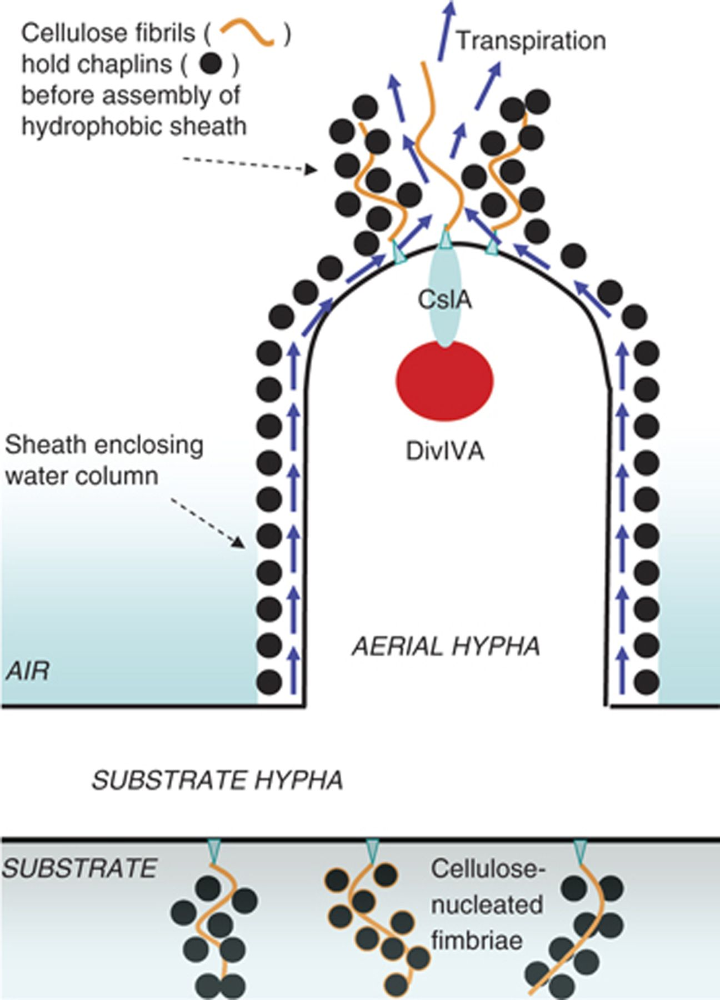 Cellulose fibrils ( )
hold chaplins ( )
before assembly of
hydrophobic sheath
Transpiration
CslA
DivIVA
Sheath enclosing
water column
AERIAL HYPHA
AIR
SUBSTRATE HYPHA
SUBSTRATE
Cellulose-
nucleated
fimbriae